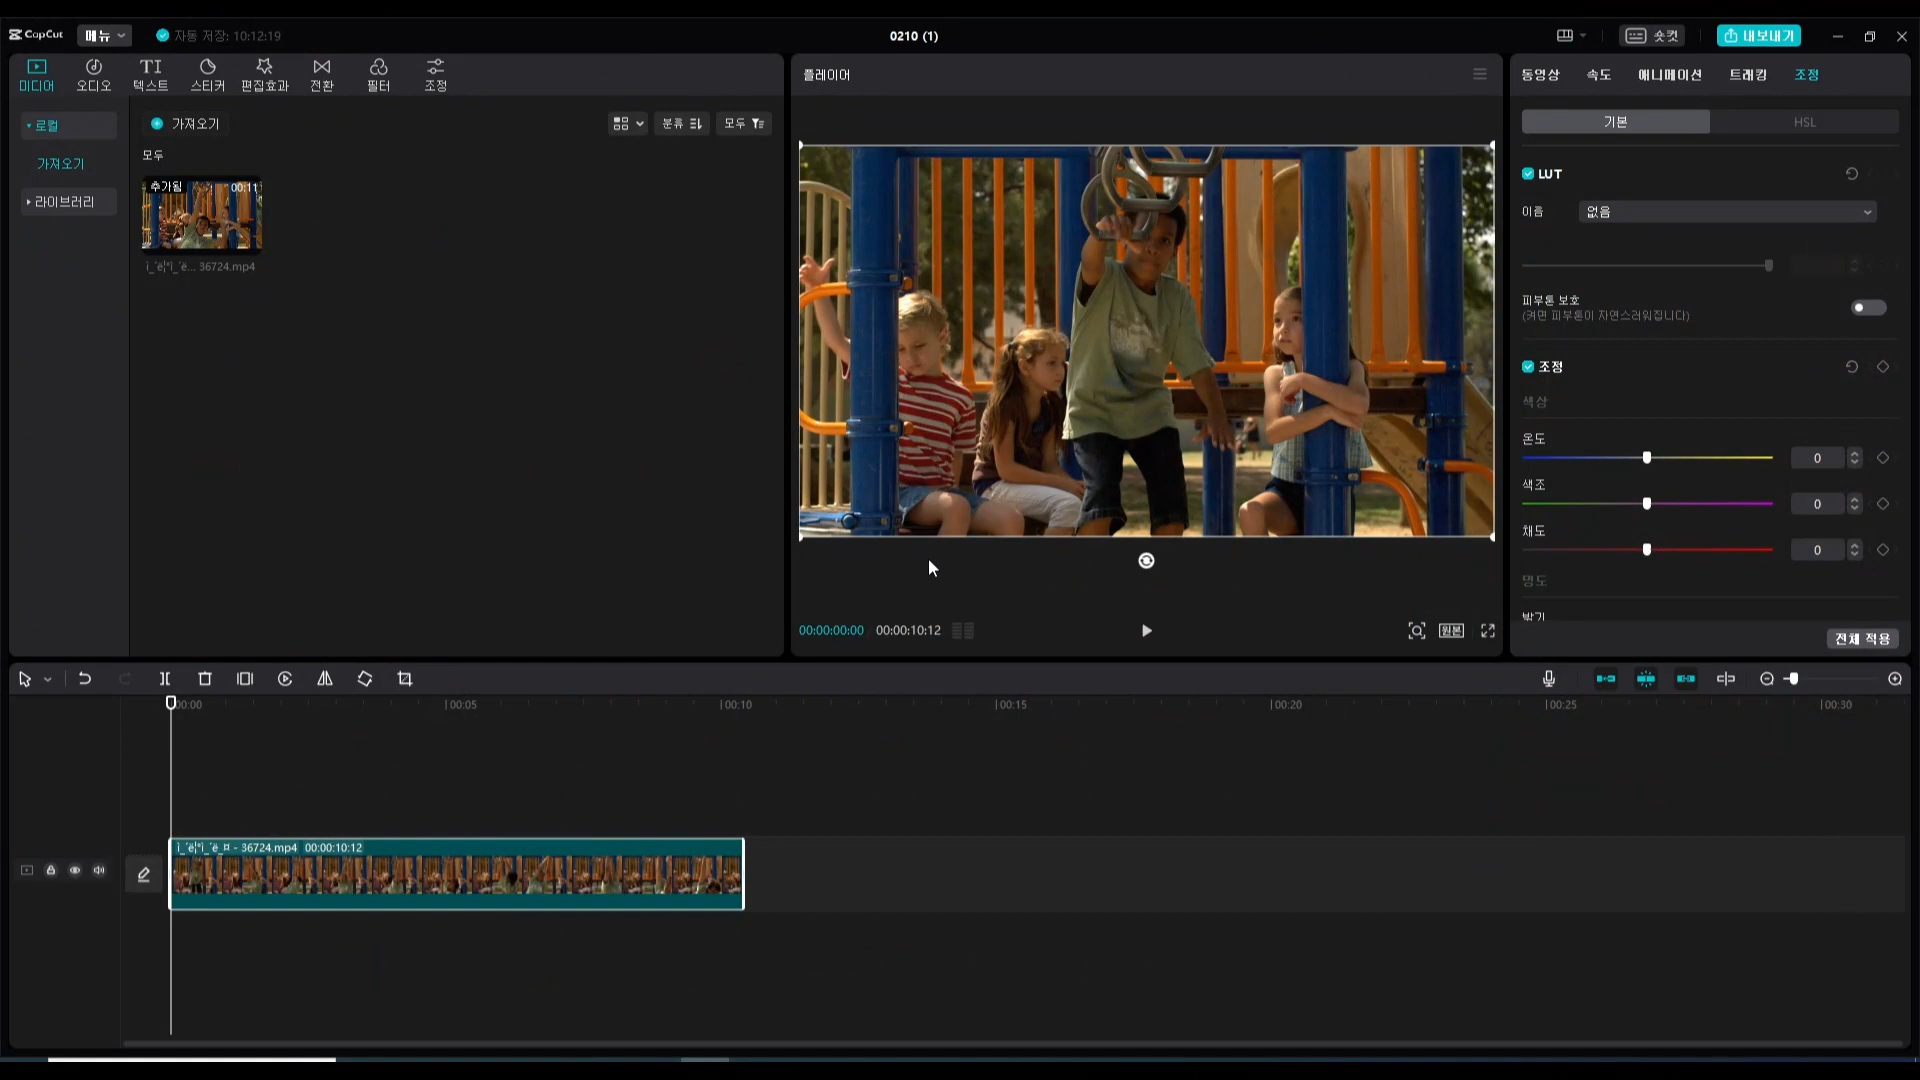 CapCut 메뉴 자동 저장: 10:12:19 0210 (1) 숏컷 내보내기
미디어 오디오 텍스트 스티커 편집효과 전환 필터 조정
로컬
가져오기
라이브러리
가져오기 분류 모두
모두
추가됨 00:11
36724.mp4
플레이어
00:00:00:00 00:00:10:12 원본
동영상 속도 애니메이션 트래킹 조정
기본 HSL
LUT
이름 없음
피부톤 보호
(켜면 피부톤이 자연스러워집니다)
조정
색상
온도
0
색조
0
채도
0
명도
밝기
전체 적용
00:00 00:05 00:10 00:15 00:20 00:25 00:30
- 36724.mp4 00:00:10:12